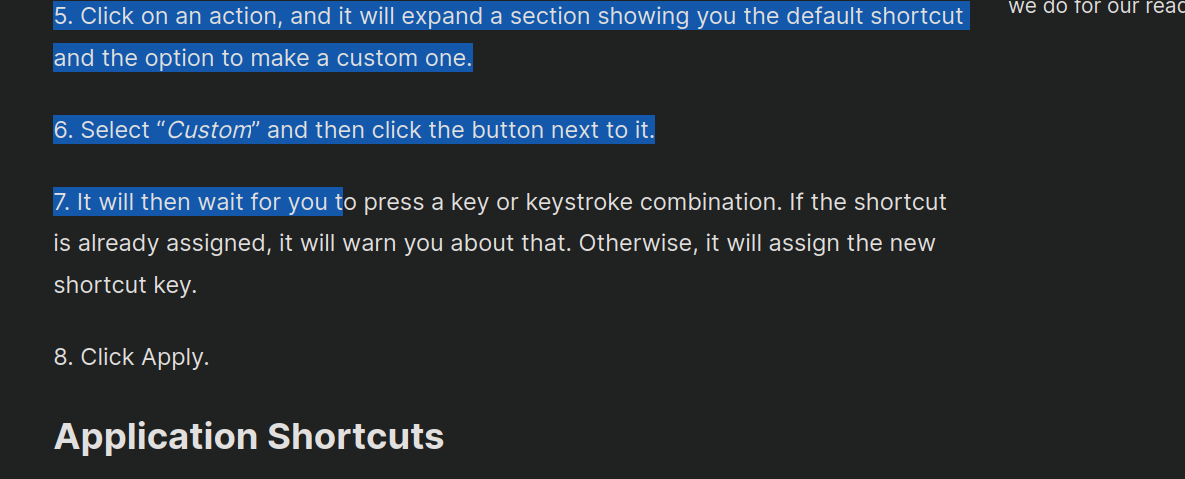 5. Click on an action, and it will expand a section showing you the default shortcut
and the option to make a custom one.
6. Select “Custom” and then click the button next to it.
7. It will then wait for you to press a key or keystroke combination. If the shortcut
is already assigned, it will warn you about that. Otherwise, it will assign the new
shortcut key.
8. Click Apply.
Application Shortcuts
we do for our